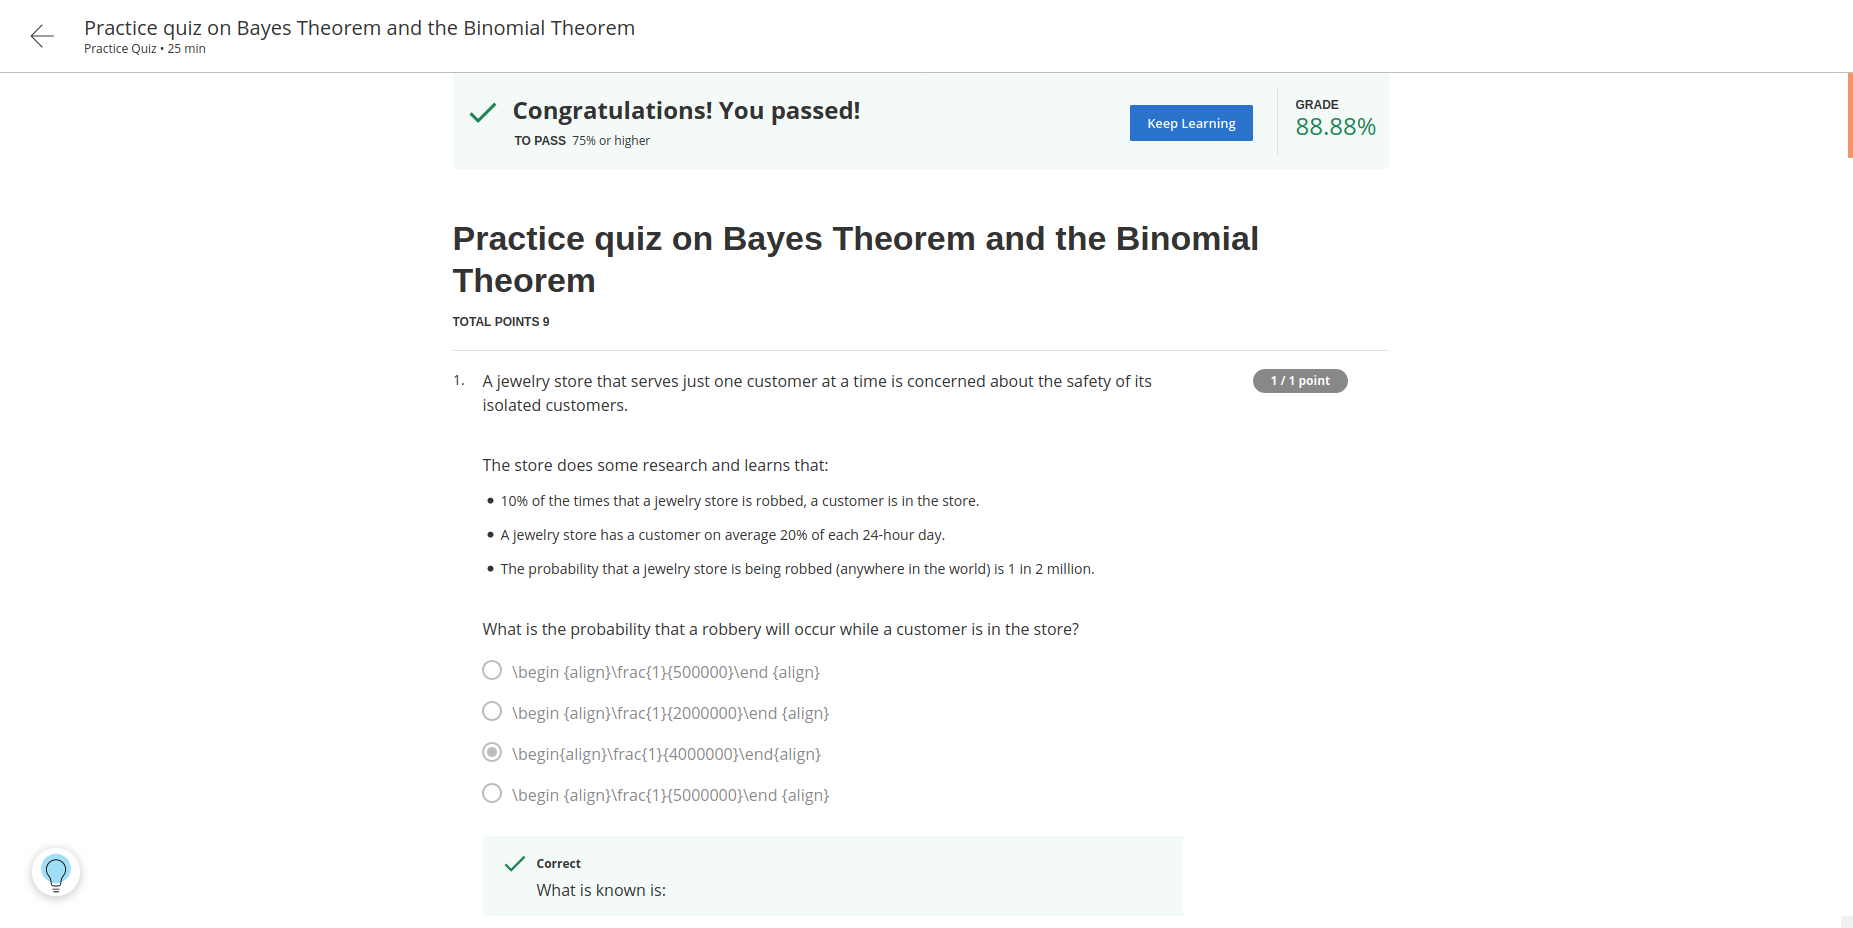 Practice quiz on Bayes Theorem and the Binomial Theorem
Practice Quiz • 25 min
Congratulations! You passed!
TO PASS 75% or higher
Keep Learning
GRADE
88.88%
Practice quiz on Bayes Theorem and the Binomial
Theorem
TOTAL POINTS 9
1. A jewelry store that serves just one customer at a time is concerned about the safety of its
isolated customers.
1 / 1 point
The store does some research and learns that:
• 10% of the times that a jewelry store is robbed, a customer is in the store.
• A jewelry store has a customer on average 20% of each 24-hour day.
• The probability that a jewelry store is being robbed (anywhere in the world) is 1 in 2 million.
What is the probability that a robbery will occur while a customer is in the store?
\begin {align}\frac{1}{500000}\end {align}
\begin {align}\frac{1}{2000000}\end {align}
\begin{align}\frac{1}{4000000}\end{align}
\begin {align}\frac{1}{5000000}\end {align}
Correct
What is known is: